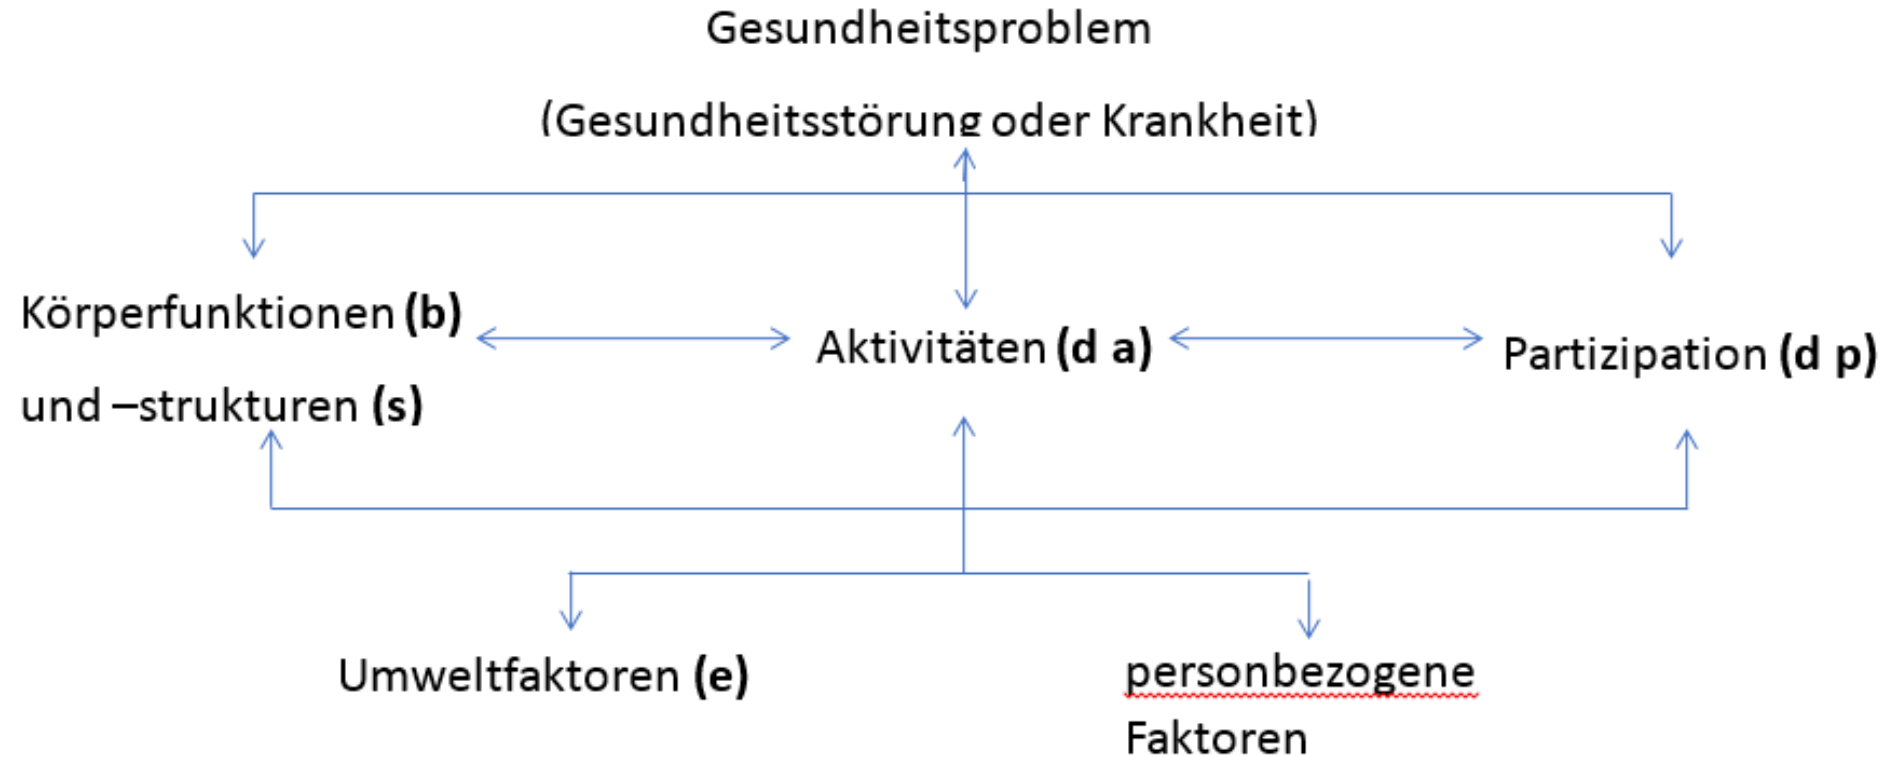 Gesundheitsproblem
(Gesundheitsstörung oder Krankheit)
Körperfunktionen (b)
und –strukturen (s)
Aktivitäten (d a)
Partizipation (d p)
Umweltfaktoren (e)
personbezogene
Faktoren